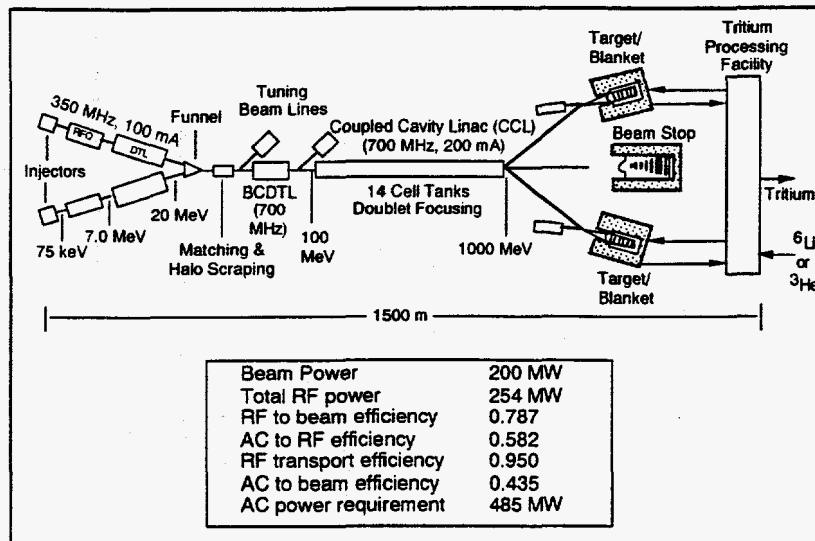 Target/
Blanket
Tritium
Processing
Facility
350 MHz, 100 mA
Funnel
Tuning
Beam Lines
Coupled Cavity Linac (CCL)
(700 MHz, 200 mA)
RFQ
DTL
Beam Stop
Injectors
BCDTL
(700
MHz)
14 Cell Tanks
Doublet Focusing
Tritium
20 MeV
7.0 MeV
75 keV
Matching &
Halo Scraping
100
MeV
1000 MeV
Target/
Blanket
6Li
or
3He
1500 m
Beam Power 200 MW
Total RF power 254 MW
RF to beam efficiency 0.787
AC to RF efficiency 0.582
RF transport efficiency 0.950
AC to beam efficiency 0.435
AC power requirement 485 MW